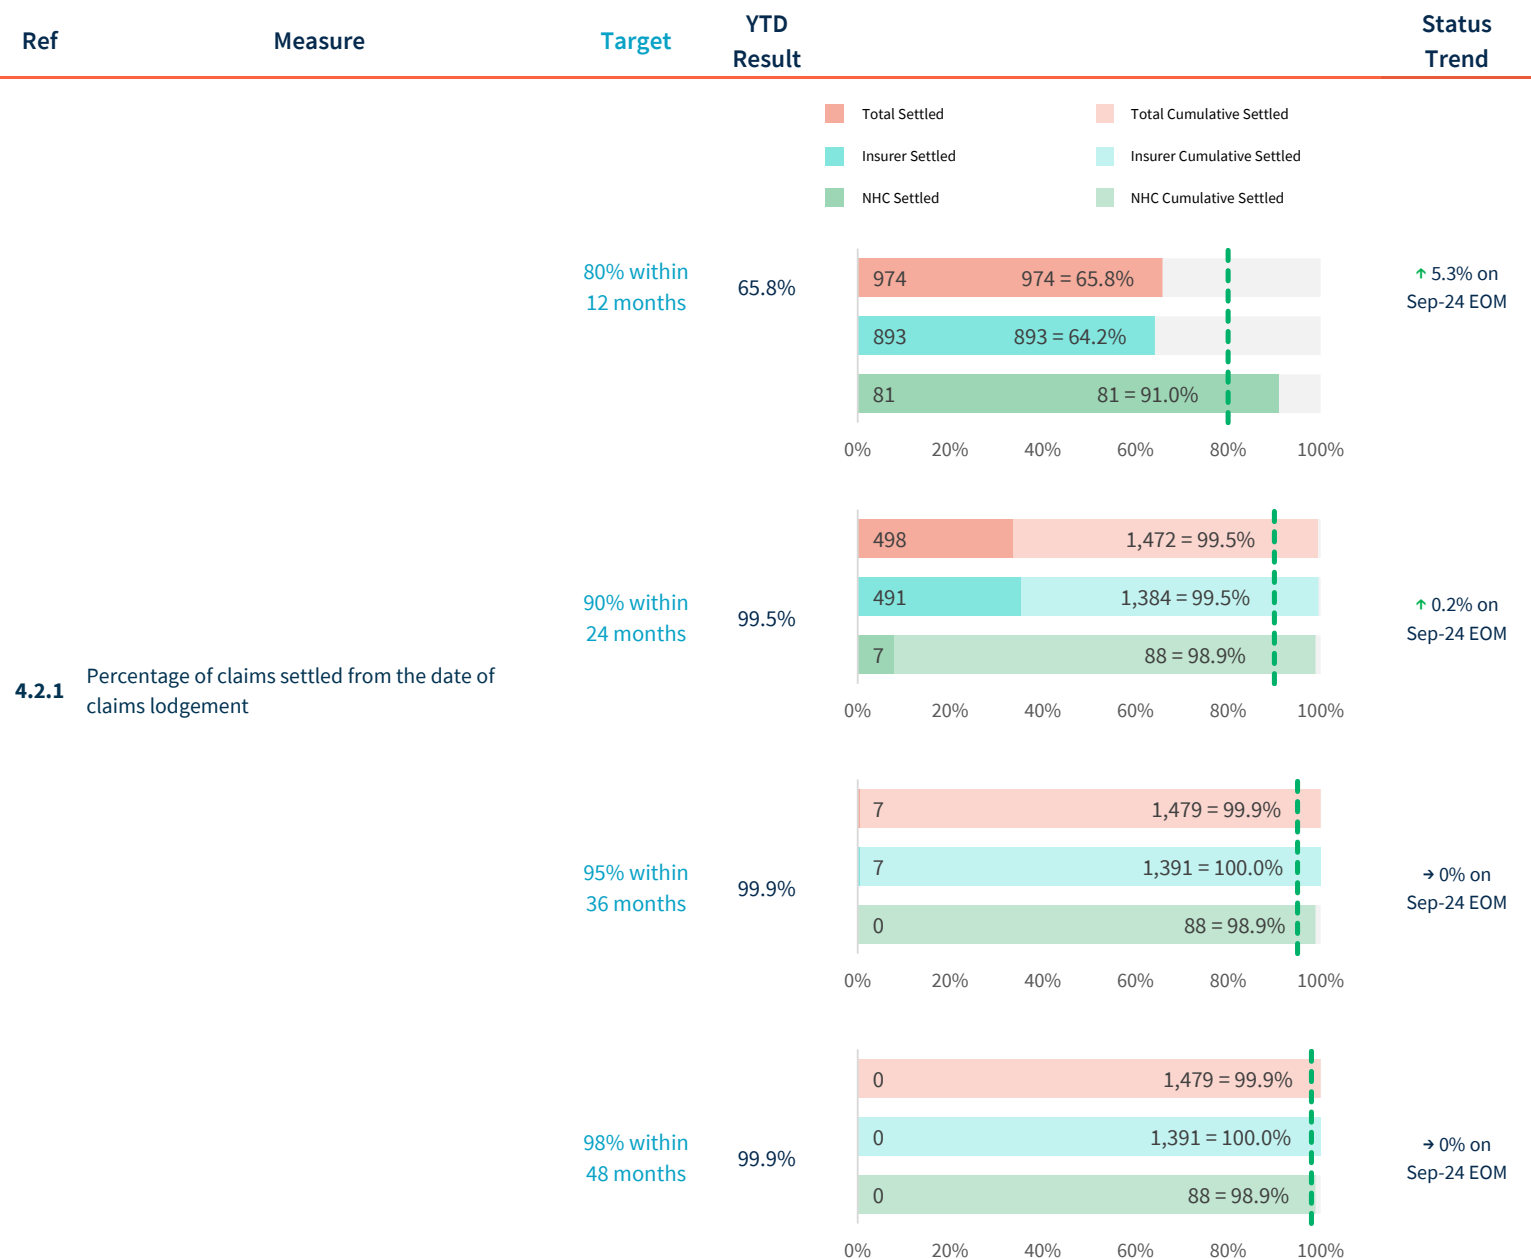 Ref
Measure
Target
YTD
Result
Status
Trend
Total Settled
Total Cumulative Settled
Insurer Settled
Insurer Cumulative Settled
NHC Settled
NHC Cumulative Settled
4.2.1
Percentage of claims settled from the date of
claims lodgement
80% within
12 months
65.8%
974
974 = 65.8%
893
893 = 64.2%
81
81 = 91.0%
0% 20% 40% 60% 80% 100%
↑ 5.3% on
Sep-24 EOM
90% within
24 months
99.5%
498
1,472 = 99.5%
491
1,384 = 99.5%
7
88 = 98.9%
0% 20% 40% 60% 80% 100%
↑ 0.2% on
Sep-24 EOM
95% within
36 months
99.9%
7
1,479 = 99.9%
7
1,391 = 100.0%
0
88 = 98.9%
0% 20% 40% 60% 80% 100%
→ 0% on
Sep-24 EOM
98% within
48 months
99.9%
0
1,479 = 99.9%
0
1,391 = 100.0%
0
88 = 98.9%
0% 20% 40% 60% 80% 100%
→ 0% on
Sep-24 EOM